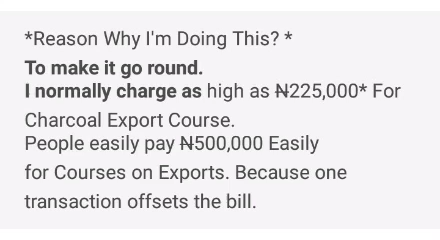 *Reason Why I'm Doing This? *
To make it go round.
I normally charge as high as ₦225,000* For
Charcoal Export Course.
People easily pay ₦500,000 Easily
for Courses on Exports. Because one
transaction offsets the bill.